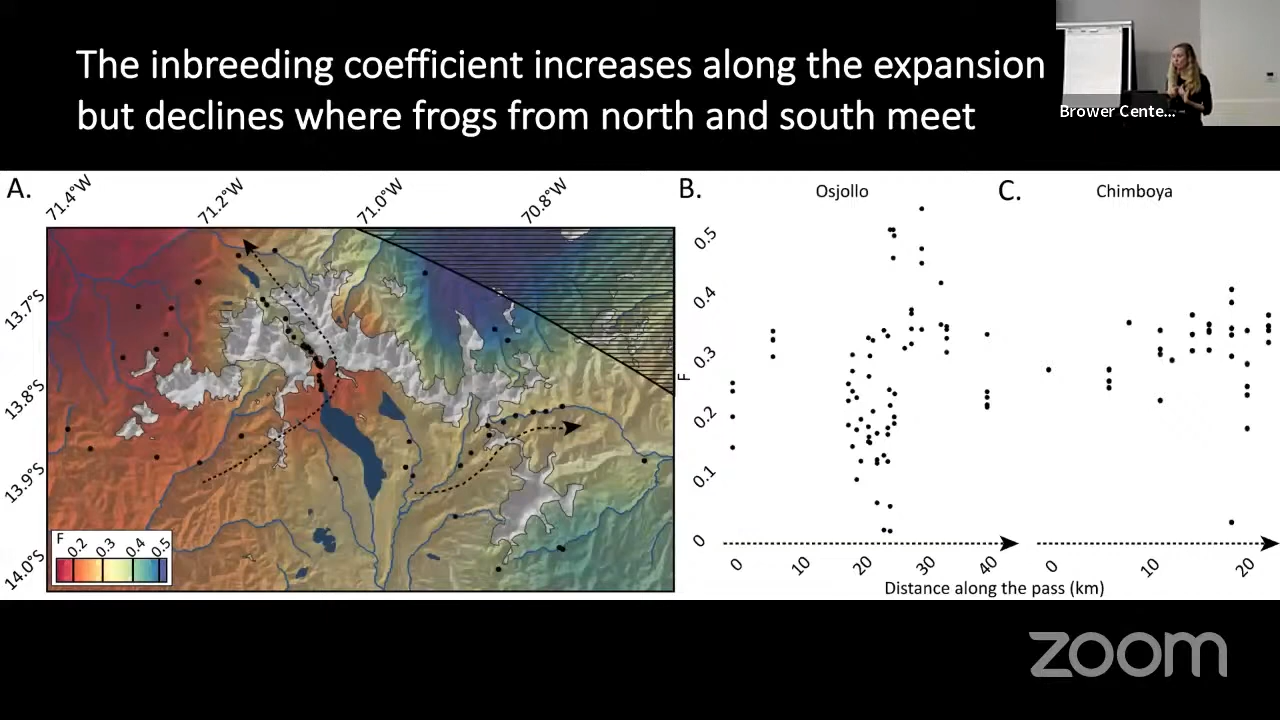 The inbreeding coefficient increases along the expansion
but declines where frogs from north and south meet
Brower Cente...
A.
71.4°W
71.2°W
71.0°W
70.8°W
13.7°S
13.8°S
13.9°S
14.0°S
F
0.2
0.3
0.4
0.5
B.
Osjollo
F
0.5
0.4
0.3
0.2
0.1
0
0
10
20
30
40
C.
Chimboya
0
10
20
Distance along the pass (km)
zoom